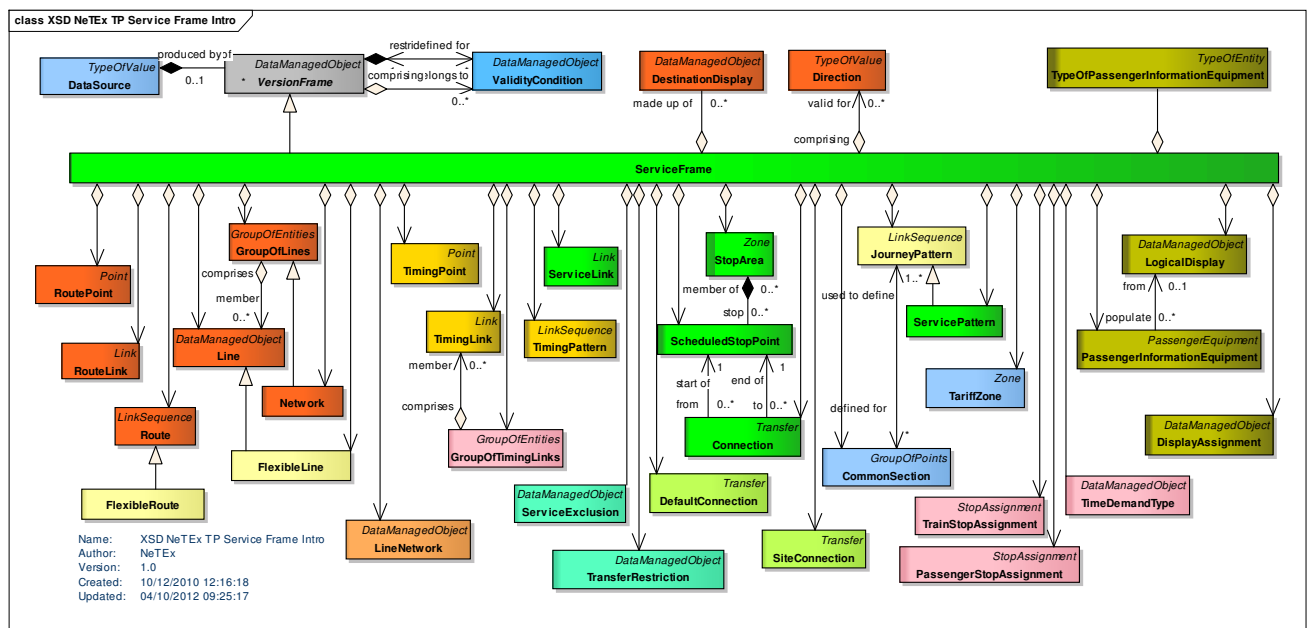 class XSD NeTEx TP Service Frame Intro
TypeOfValue
DataSource
produced by
of
0..1
DataManagedObject
* VersionFrame
restri
defined for
*
*
comprising
belongs to
0..*
DataManagedObject
ValidityCondition
DataManagedObject
DestinationDisplay
made up of
0..*
TypeOfValue
Direction
valid for
0..*
comprising
TypeOfEntity
TypeOfPassengerInformationEquipment
ServiceFrame
Point
RoutePoint
Link
RouteLink
LinkSequence
Route
FlexibleRoute
GroupOfEntities
GroupOfLines
comprises
member
0..*
DataManagedObject
Line
Network
FlexibleLine
DataManagedObject
LineNetwork
Point
TimingPoint
Link
TimingLink
member
0..*
comprises
GroupOfEntities
GroupOfTimingLinks
LinkSequence
TimingPattern
Link
ServiceLink
DataManagedObject
ServiceExclusion
DataManagedObject
TransferRestriction
Transfer
DefaultConnection
Zone
StopArea
member of
0..*
stop
0..*
ScheduledStopPoint
1
start of
from
0..*
1
end of
to
0..*
Transfer
Connection
Transfer
SiteConnection
LinkSequence
JourneyPattern
used to define
1..*
defined for
*
GroupOfPoints
CommonSection
ServicePattern
Zone
TariffZone
StopAssignment
TrainStopAssignment
StopAssignment
PassengerStopAssignment
DataManagedObject
TimeDemandType
DataManagedObject
LogicalDisplay
from
0..1
populate
0..*
PassengerEquipment
PassengerInformationEquipment
DataManagedObject
DisplayAssignment
Name: XSD NeTEx TP Service Frame Intro
Author: NeTEx
Version: 1.0
Created: 10/12/2010 12:16:18
Updated: 04/10/2012 09:25:17